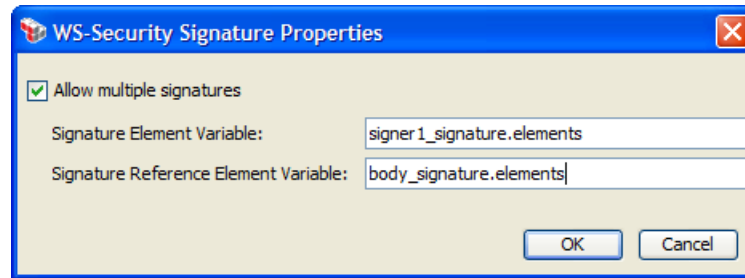 WS-Security Signature Properties
Allow multiple signatures
Signature Element Variable: signer1_signature.elements
Signature Reference Element Variable: body_signature.elements
OK Cancel